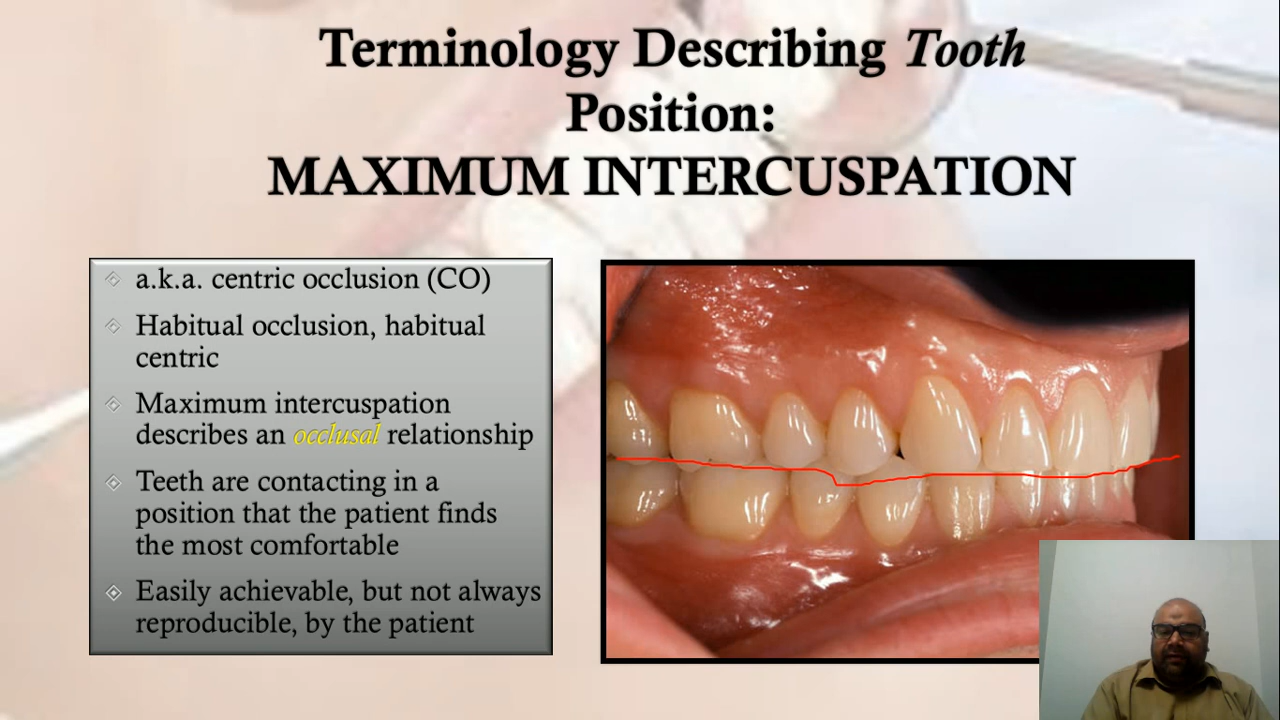 Terminology Describing Tooth
Position:
MAXIMUM INTERCUSPATION
a.k.a. centric occlusion (CO)
Habitual occlusion, habitual
centric
Maximum intercuspation
describes an occlusal relationship
Teeth are contacting in a
position that the patient finds
the most comfortable
Easily achievable, but not always
reproducible, by the patient